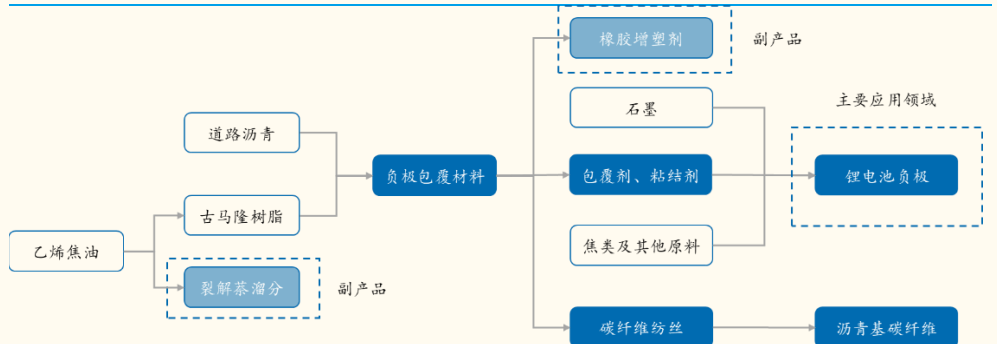 橡胶增塑剂
副产品
石墨
主要应用领域
道路沥青
负极包覆材料
包覆剂、粘结剂
锂电池负极
古马隆树脂
乙烯焦油
焦类及其他原料
裂解萘溜分
副产品
碳纤维纺丝
沥青基碳纤维